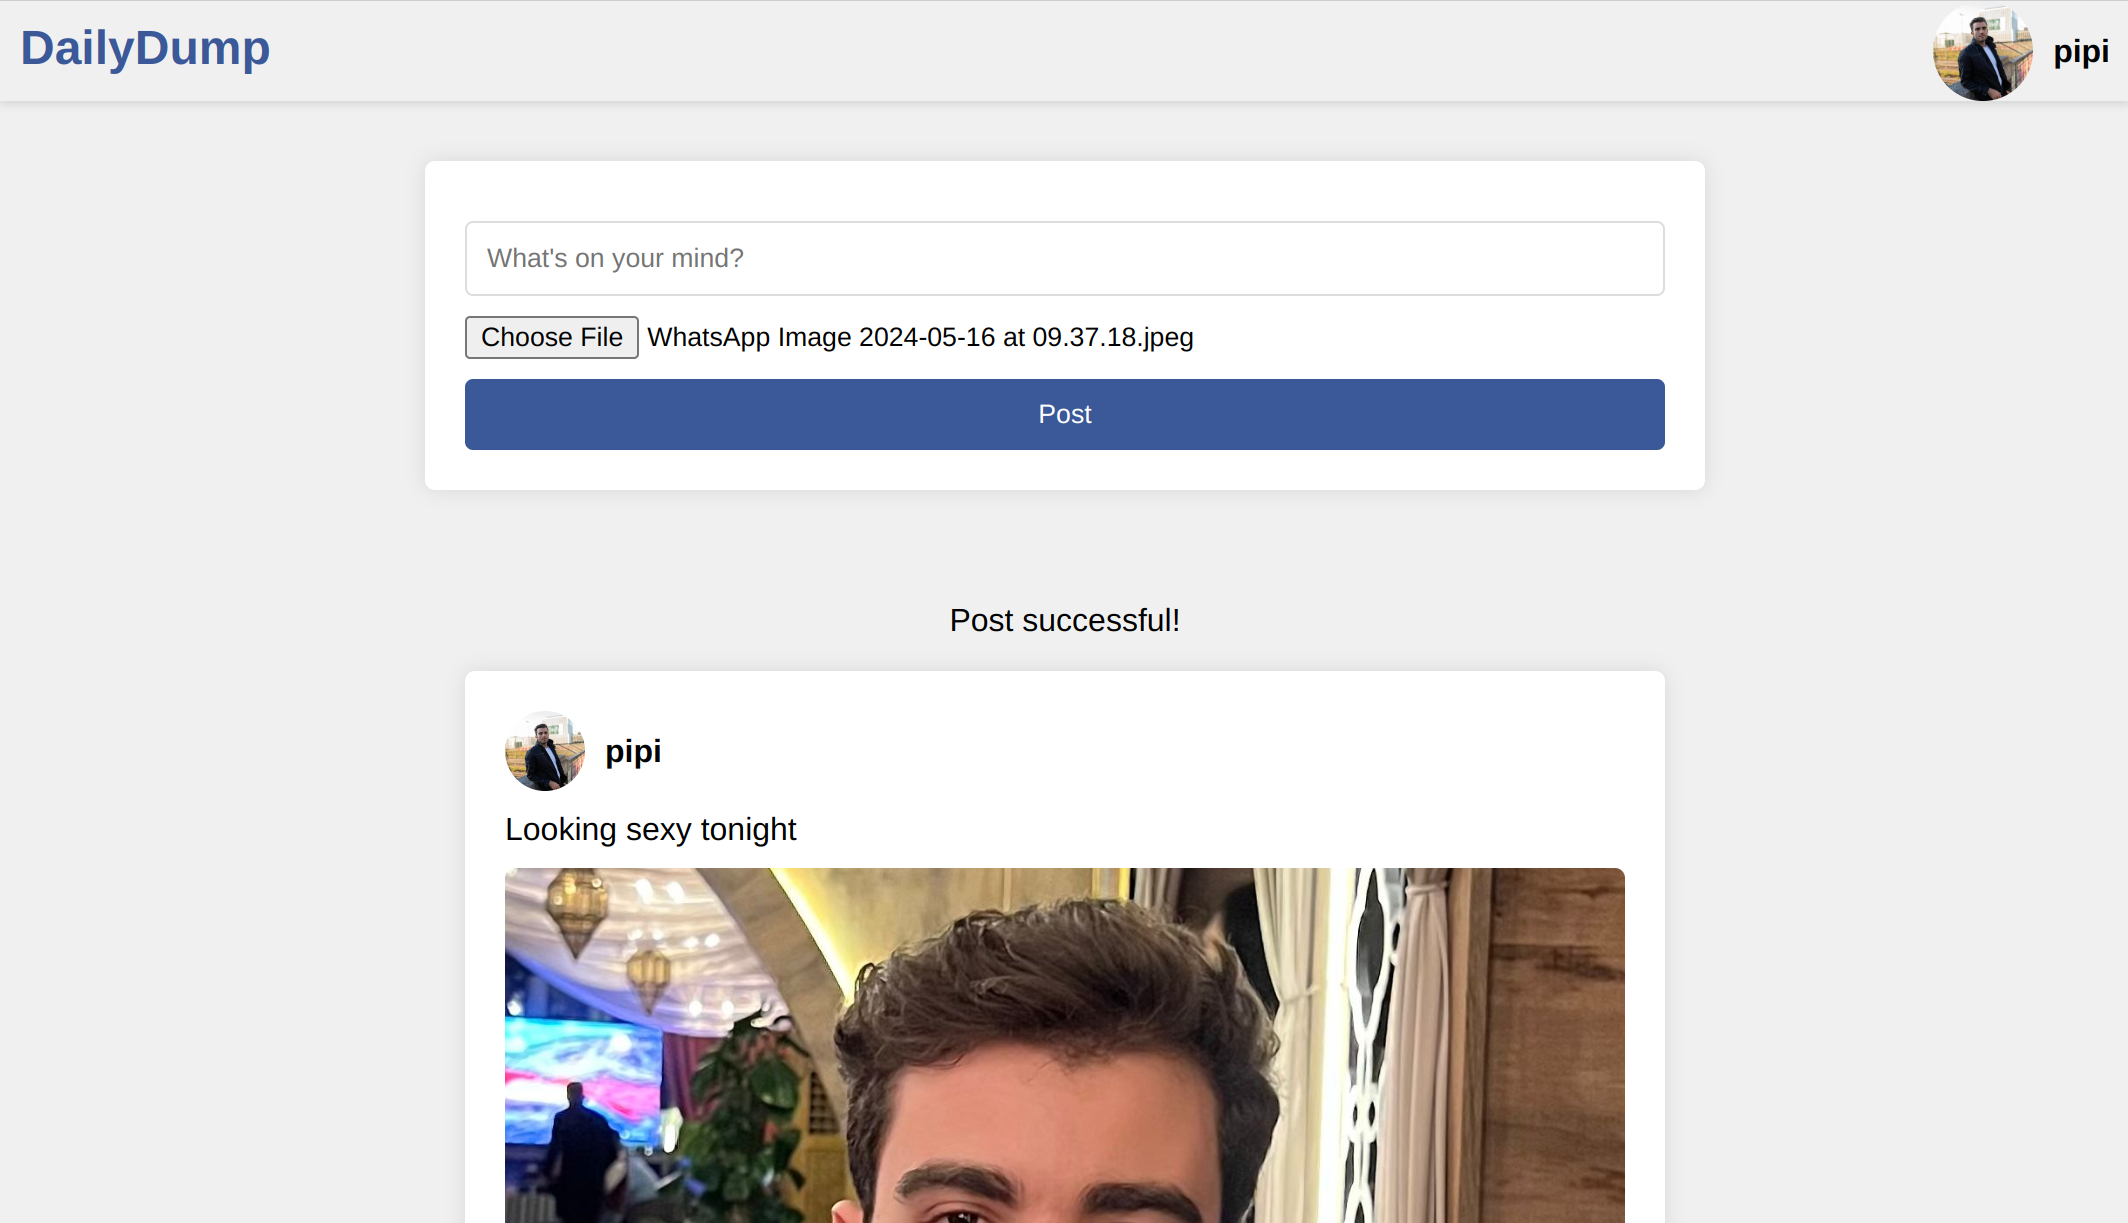 DailyDump
pipi
What's on your mind?
Choose File WhatsApp Image 2024-05-16 at 09.37.18.jpeg
Post
Post successful!
pipi
Looking sexy tonight